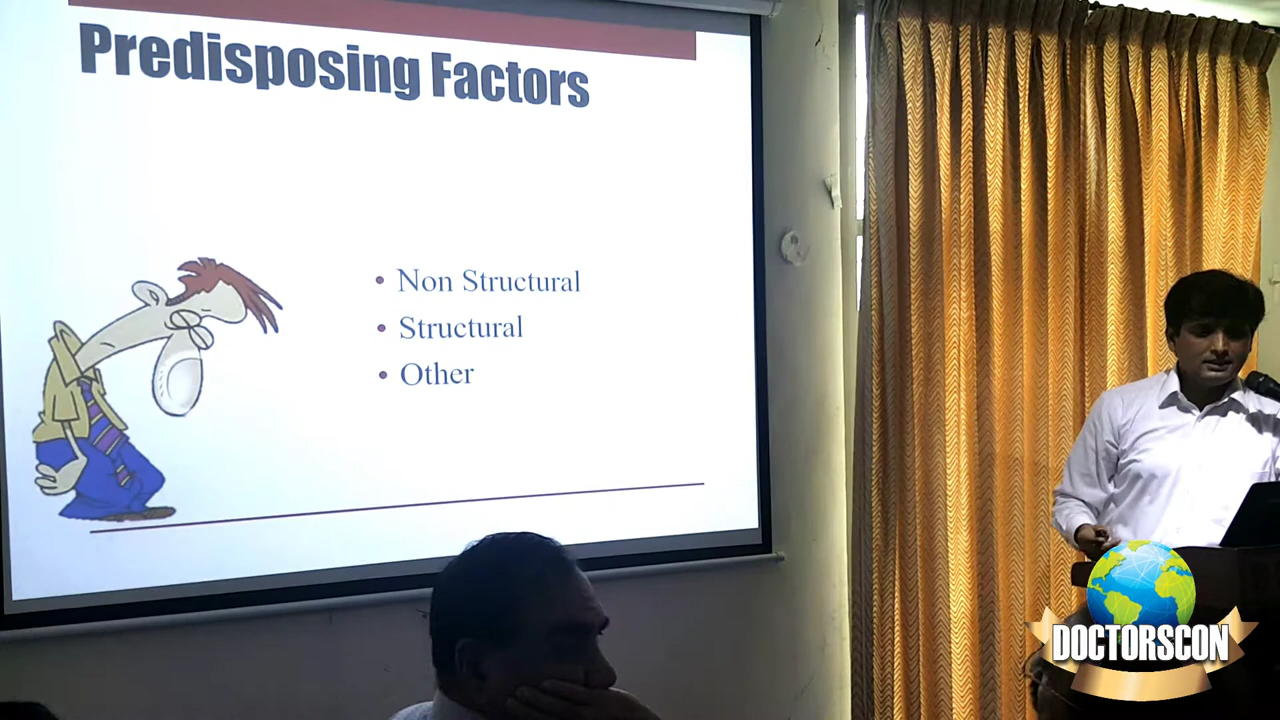 Predisposing Factors
• Non Structural
• Structural
• Other
DOCTORSCON